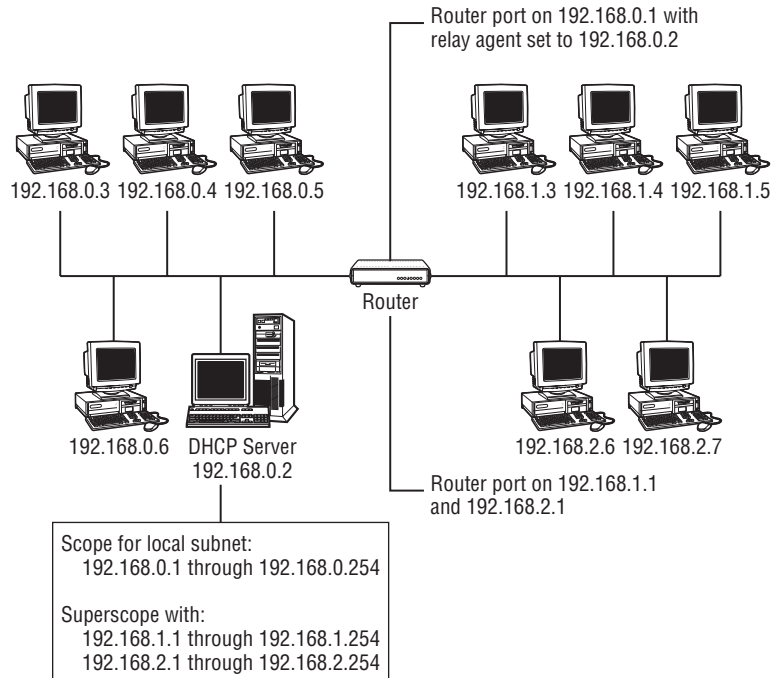 Router port on 192.168.0.1 with
relay agent set to 192.168.0.2
192.168.0.3 192.168.0.4 192.168.0.5
192.168.1.3 192.168.1.4 192.168.1.5
Router
192.168.0.6
DHCP Server
192.168.0.2
192.168.2.6 192.168.2.7
Router port on 192.168.1.1
and 192.168.2.1
Scope for local subnet:
192.168.0.1 through 192.168.0.254
Superscope with:
192.168.1.1 through 192.168.1.254
192.168.2.1 through 192.168.2.254